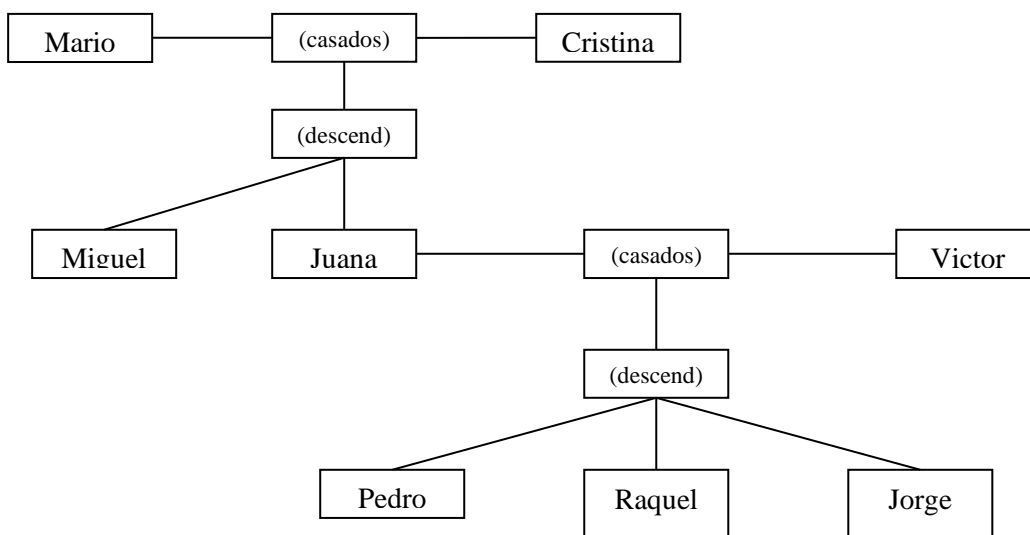 Mario (casados) Cristina
(descend)
Miguel Juana (casados) Victor
(descend)
Pedro Raquel Jorge